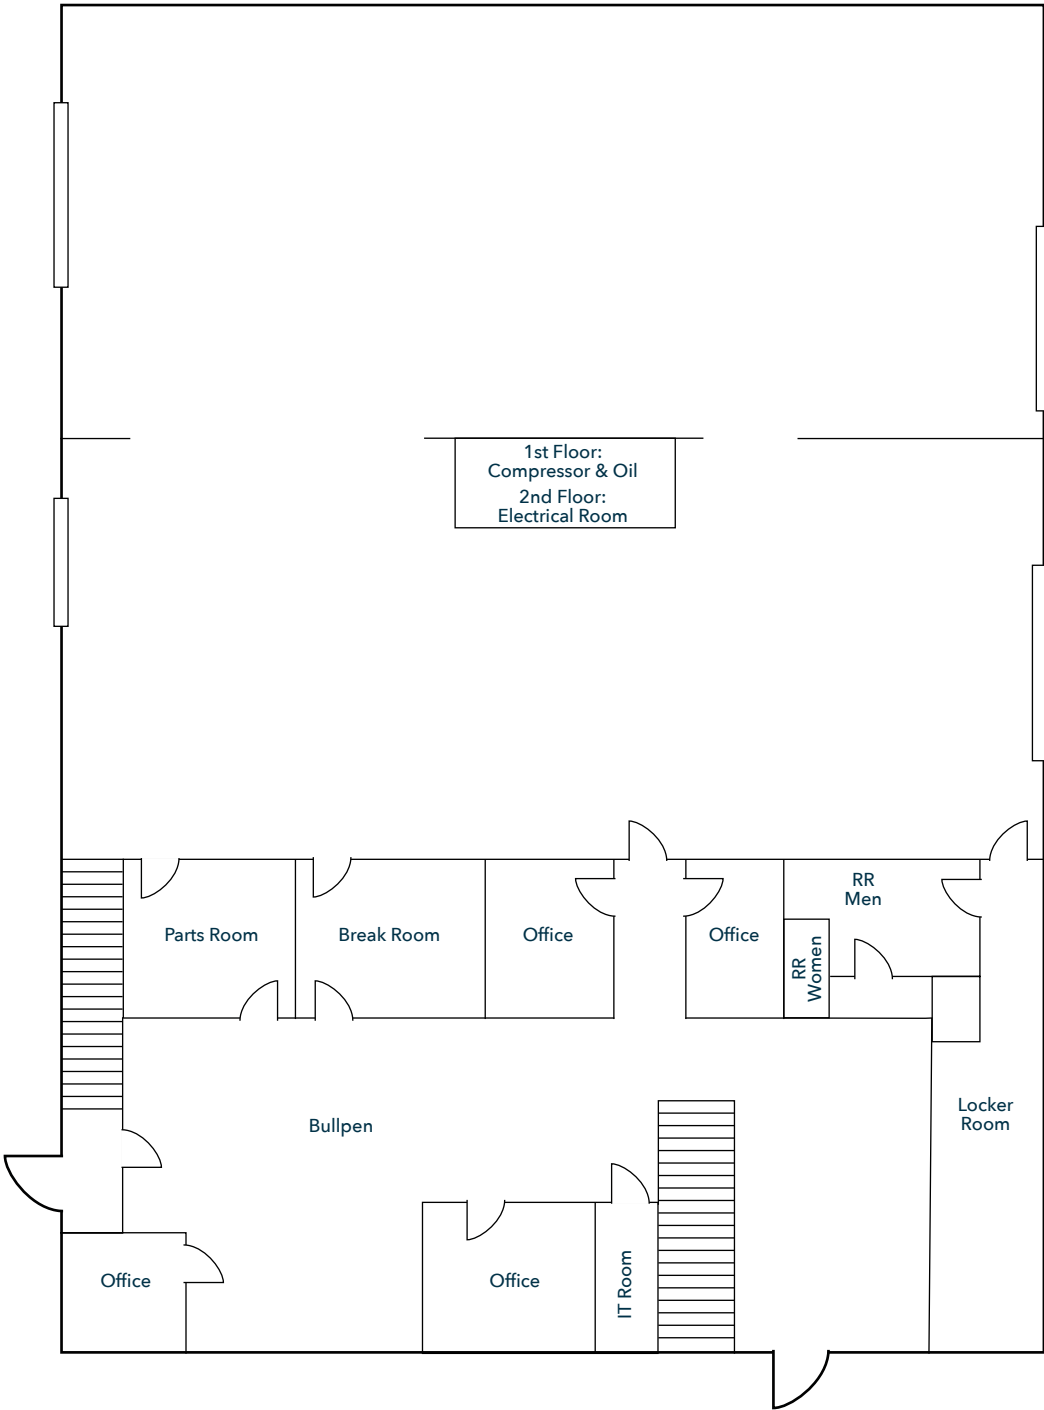 1st Floor:
Compressor & Oil
2nd Floor:
Electrical Room
RR
Men
Parts Room
Break Room
Office
Office
RR
Women
Bullpen
Locker
Room
Office
Office
IT Room